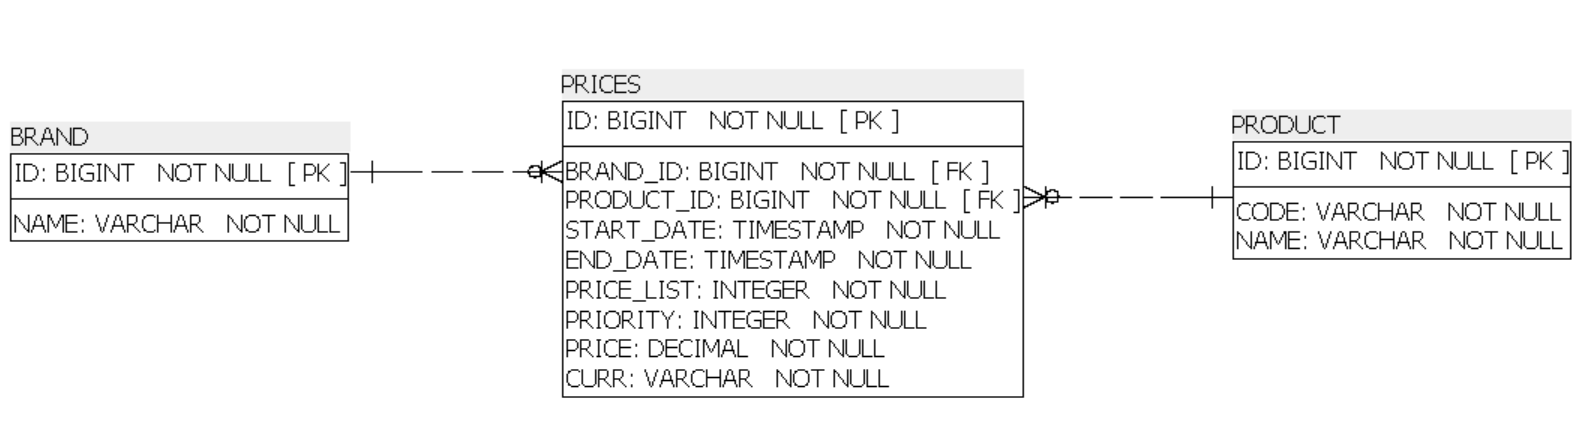 BRAND
ID: BIGINT NOT NULL [ PK ]
NAME: VARCHAR NOT NULL
PRICES
ID: BIGINT NOT NULL [ PK ]
BRAND_ID: BIGINT NOT NULL [ FK ]
PRODUCT_ID: BIGINT NOT NULL [ FK ]
START_DATE: TIMESTAMP NOT NULL
END_DATE: TIMESTAMP NOT NULL
PRICE_LIST: INTEGER NOT NULL
PRIORITY: INTEGER NOT NULL
PRICE: DECIMAL NOT NULL
CURR: VARCHAR NOT NULL
PRODUCT
ID: BIGINT NOT NULL [ PK ]
CODE: VARCHAR NOT NULL
NAME: VARCHAR NOT NULL